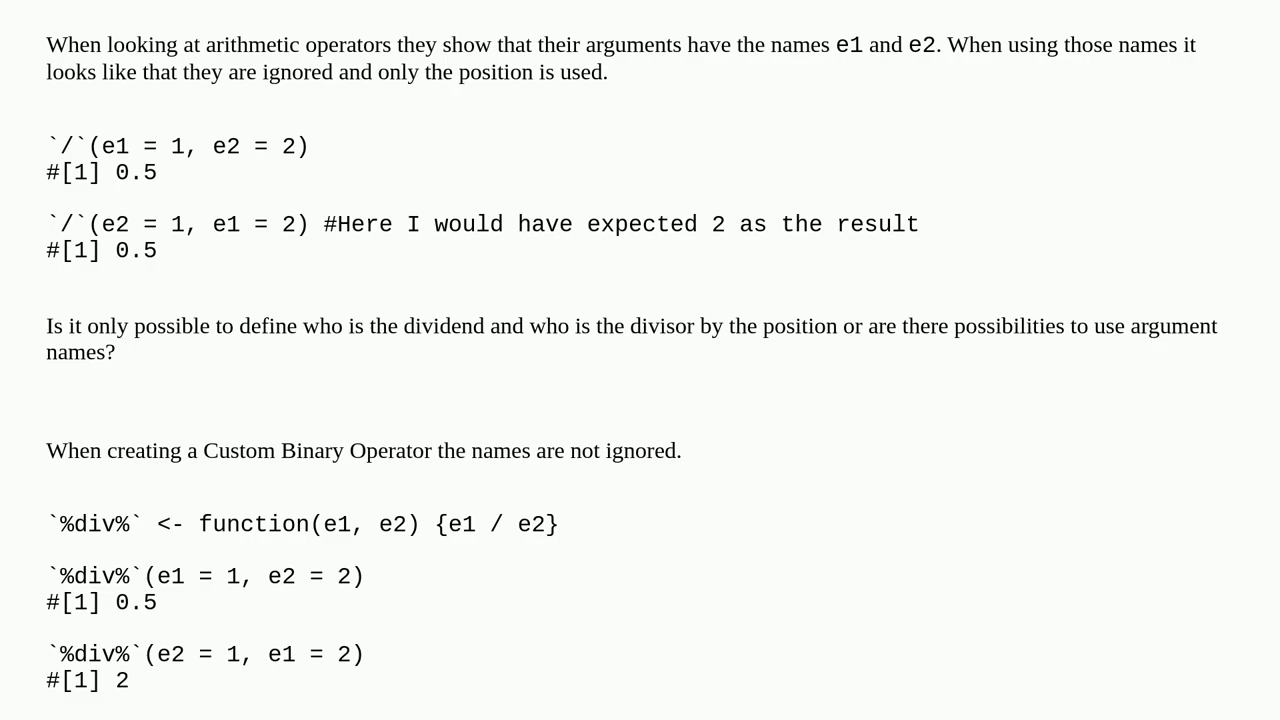 When looking at arithmetic operators they show that their arguments have the names e1 and e2. When using those names it
looks like that they are ignored and only the position is used.
`/`(e1 = 1, e2 = 2)
#[1] 0.5
`/`(e2 = 1, e1 = 2) #Here I would have expected 2 as the result
#[1] 0.5
Is it only possible to define who is the dividend and who is the divisor by the position or are there possibilities to use argument
names?
When creating a Custom Binary Operator the names are not ignored.
`%div%` <- function(e1, e2) {e1 / e2}
`%div%`(e1 = 1, e2 = 2)
#[1] 0.5
`%div%`(e2 = 1, e1 = 2)
#[1] 2